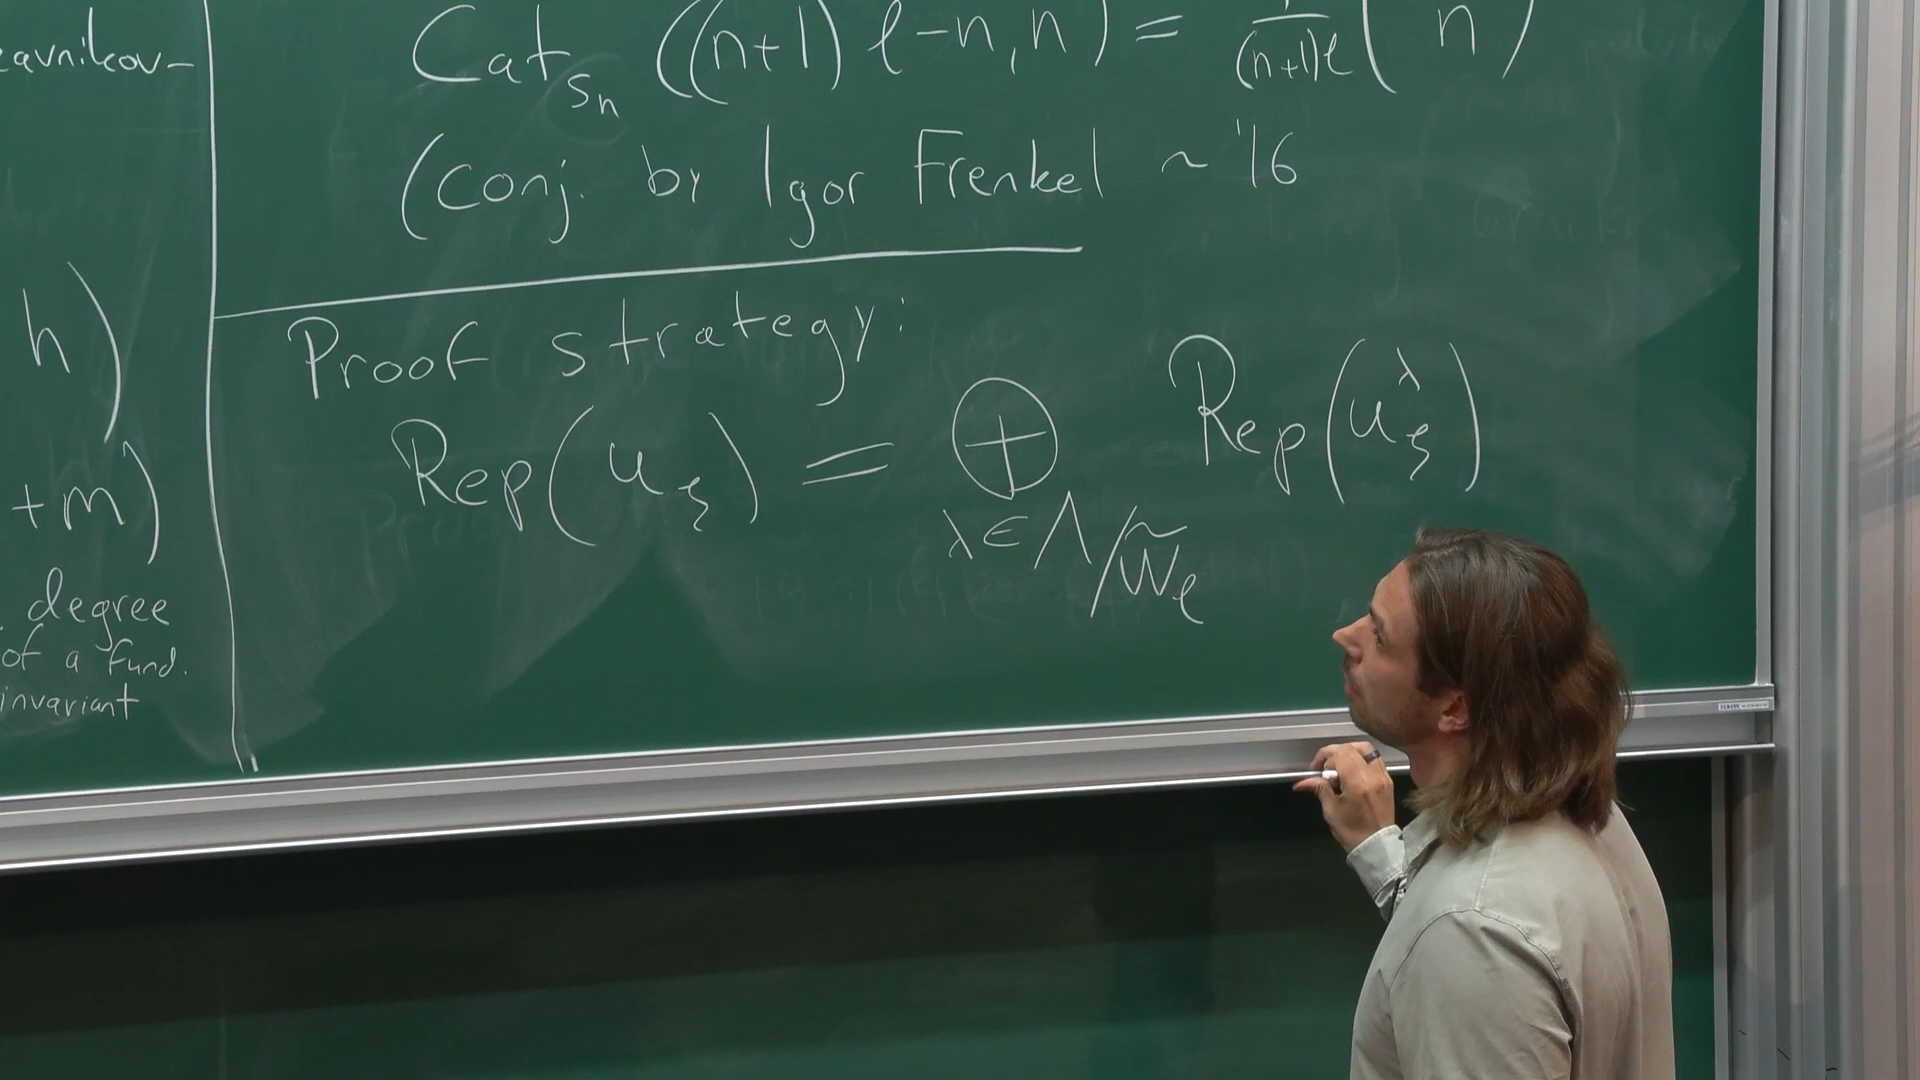 Cat_{S_n} ((n+1)ℓ-n, n) = 1/((n+1)ℓ) ( n )
(conj. by Igor Frenkel ~ '16
Proof strategy:
Rep(u_ξ) = ⊕_{λ∈Λ/W̃_ℓ} Rep(u_ξ^λ)
h)
+m)
degree
of a fund.
invariant